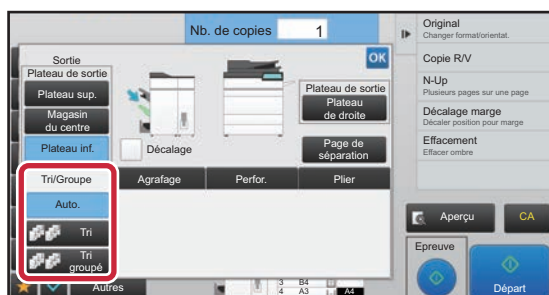 Nb. de copies 1
Original
Changer format/orientat.
Sortie
OK
Copie R/V
Plateau de sortie
Plateau sup.
Magasin
du centre
Plateau inf.
Décalage
Plateau de sortie
Plateau
de droite
Page de
séparation
N-Up
Plusieurs pages sur une page
Décalage marge
Décaler position pour marge
Effacement
Effacer ombre
Tri/Groupe
Agrafage
Perfor.
Plier
Auto.
Tri
Tri
groupé
Aperçu
CA
Epreuve
Départ
Autres
3 B4
4 A3
A4